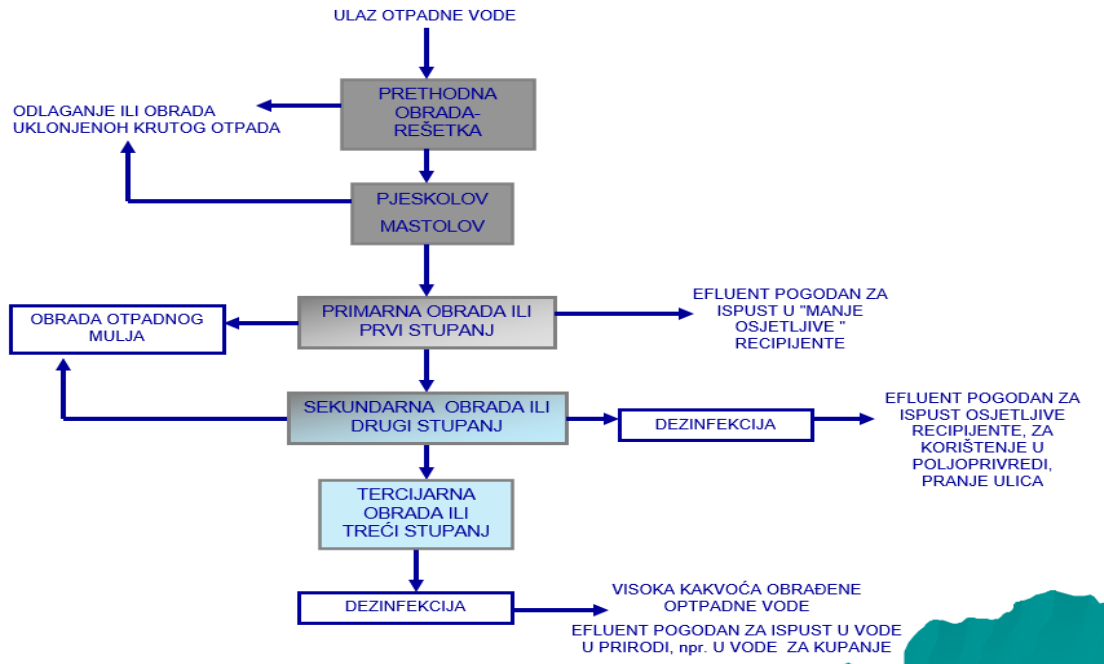 ULAZ OTPADNE VODE
PRETHODNA
OBRADA-
REŠETKA
ODLAGANJE ILI OBRADA
UKLONJENOH KRUTOG OTPADA
PJESKOLOV
MASTOLOV
OBRADA OTPADNOG
MULJA
PRIMARNA OBRADA ILI
PRVI STUPANJ
EFLUENT POGODAN ZA
ISPUST U "MANJE
OSJETLJIVE "
RECIPIJENTE
SEKUNDARNA OBRADA ILI
DRUGI STUPANJ
DEZINFEKCIJA
EFLUENT POGODAN ZA
ISPUST OSJETLJIVE
RECIPIJENTE, ZA
KORIŠTENJE U
POLJOPRIVREDI,
PRANJE ULICA
TERCIJARNA
OBRADA ILI
TREĆI STUPANJ
DEZINFEKCIJA
VISOKA KAKVOĆA OBRAĐENE
OPTPADNE VODE
EFLUENT POGODAN ZA ISPUST U VODE
U PRIRODI, npr. U VODE ZA KUPANJE